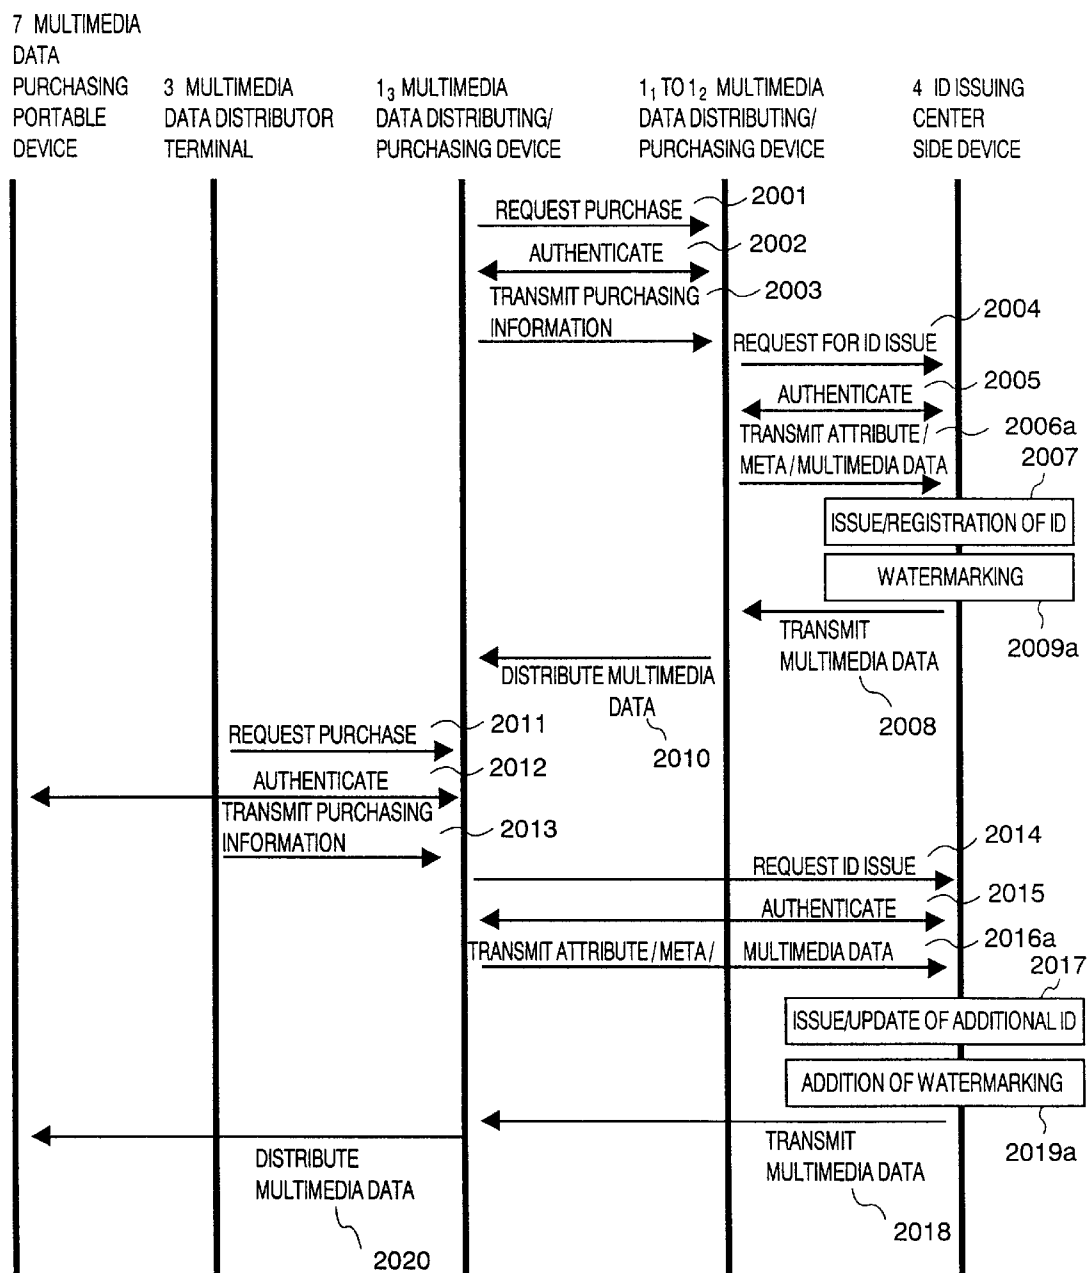 7 MULTIMEDIA
DATA
PURCHASING
PORTABLE
DEVICE
3 MULTIMEDIA
DATA DISTRIBUTOR
TERMINAL
1₃ MULTIMEDIA
DATA DISTRIBUTING/
PURCHASING DEVICE
1₁ TO 1₂ MULTIMEDIA
DATA DISTRIBUTING/
PURCHASING DEVICE
4 ID ISSUING
CENTER
SIDE DEVICE
REQUEST PURCHASE 2001
AUTHENTICATE 2002
TRANSMIT PURCHASING 2003
INFORMATION
2004
REQUEST FOR ID ISSUE
AUTHENTICATE 2005
TRANSMIT ATTRIBUTE/ 2006a
META/MULTIMEDIA DATA
2007
ISSUE/REGISTRATION OF ID
WATERMARKING
2009a
TRANSMIT
MULTIMEDIA DATA
2008
DISTRIBUTE MULTIMEDIA
DATA
2010
REQUEST PURCHASE 2011
AUTHENTICATE 2012
TRANSMIT PURCHASING
INFORMATION 2013
2014
REQUEST ID ISSUE
AUTHENTICATE 2015
TRANSMIT ATTRIBUTE/META/ MULTIMEDIA DATA 2016a
2017
ISSUE/UPDATE OF ADDITIONAL ID
ADDITION OF WATERMARKING
2019a
TRANSMIT
MULTIMEDIA DATA
2018
DISTRIBUTE
MULTIMEDIA DATA
2020